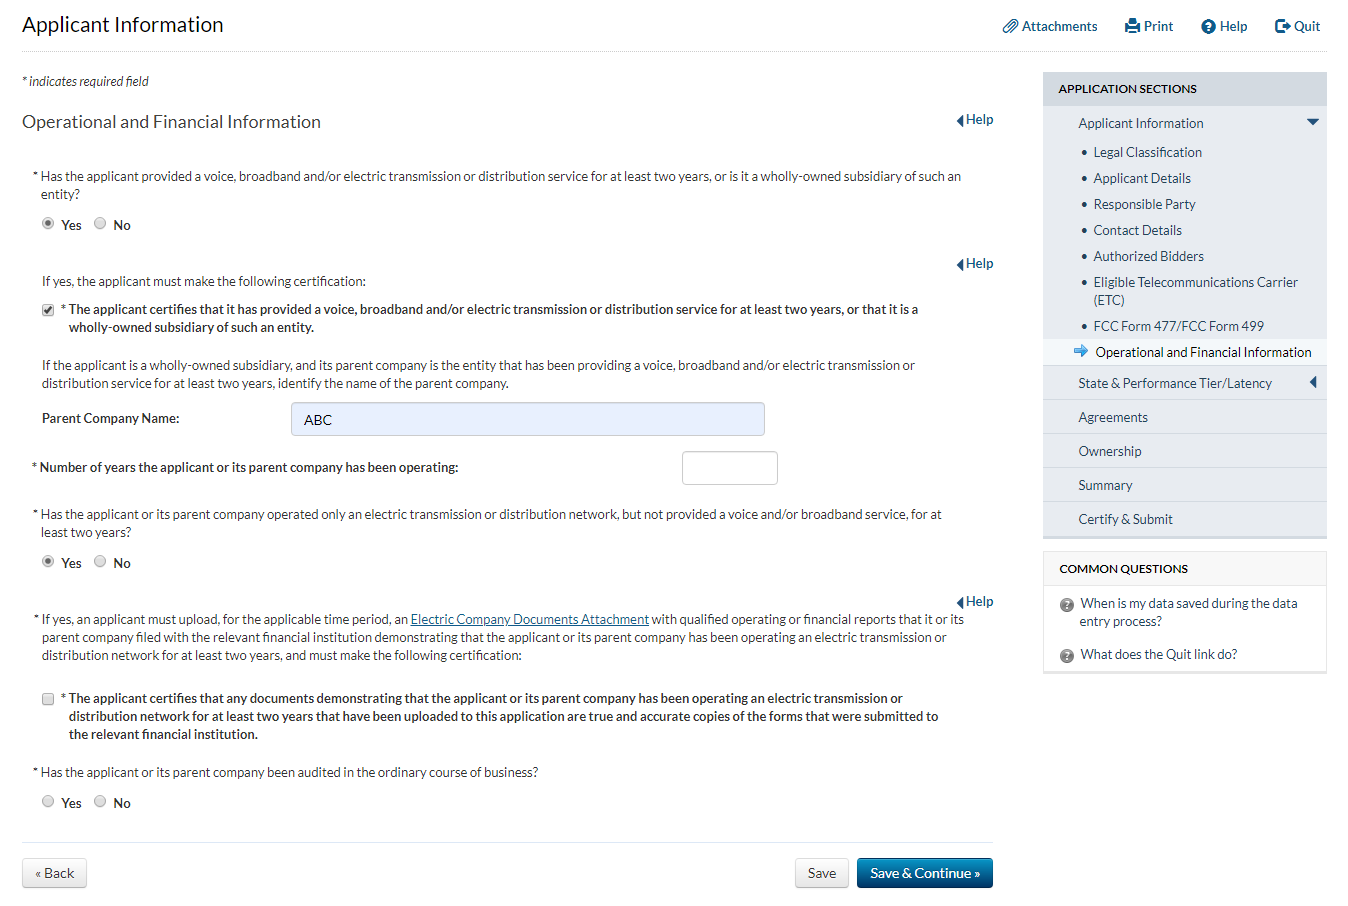 Applicant Information
Attachments Print Help Quit
* indicates required field
Operational and Financial Information
Help
* Has the applicant provided a voice, broadband and/or electric transmission or distribution service for at least two years, or is it a wholly-owned subsidiary of such an
entity?
Yes No
Help
If yes, the applicant must make the following certification:
* The applicant certifies that it has provided a voice, broadband and/or electric transmission or distribution service for at least two years, or that it is a
wholly-owned subsidiary of such an entity.
If the applicant is a wholly-owned subsidiary, and its parent company is the entity that has been providing a voice, broadband and/or electric transmission or
distribution service for at least two years, identify the name of the parent company.
Parent Company Name: ABC
* Number of years the applicant or its parent company has been operating:
* Has the applicant or its parent company operated only an electric transmission or distribution network, but not provided a voice and/or broadband service, for at
least two years?
Yes No
Help
* If yes, an applicant must upload, for the applicable time period, an Electric Company Documents Attachment with qualified operating or financial reports that it or its
parent company filed with the relevant financial institution demonstrating that the applicant or its parent company has been operating an electric transmission or
distribution network for at least two years, and must make the following certification:
* The applicant certifies that any documents demonstrating that the applicant or its parent company has been operating an electric transmission or
distribution network for at least two years that have been uploaded to this application are true and accurate copies of the forms that were submitted to
the relevant financial institution.
* Has the applicant or its parent company been audited in the ordinary course of business?
Yes No
« Back Save Save & Continue »
APPLICATION SECTIONS
Applicant Information
• Legal Classification
• Applicant Details
• Responsible Party
• Contact Details
• Authorized Bidders
• Eligible Telecommunications Carrier
(ETC)
• FCC Form 477/FCC Form 499
Operational and Financial Information
State & Performance Tier/Latency
Agreements
Ownership
Summary
Certify & Submit
COMMON QUESTIONS
When is my data saved during the data
entry process?
What does the Quit link do?